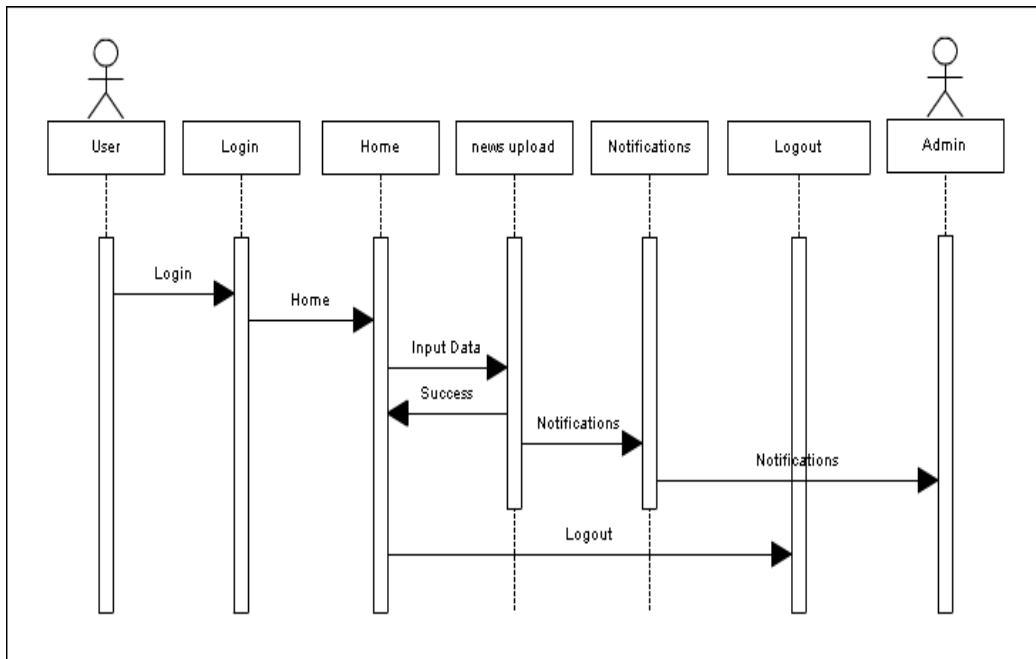 User
Login
Home
news upload
Notifications
Logout
Admin
Login
Home
Input Data
Success
Notifications
Notifications
Logout